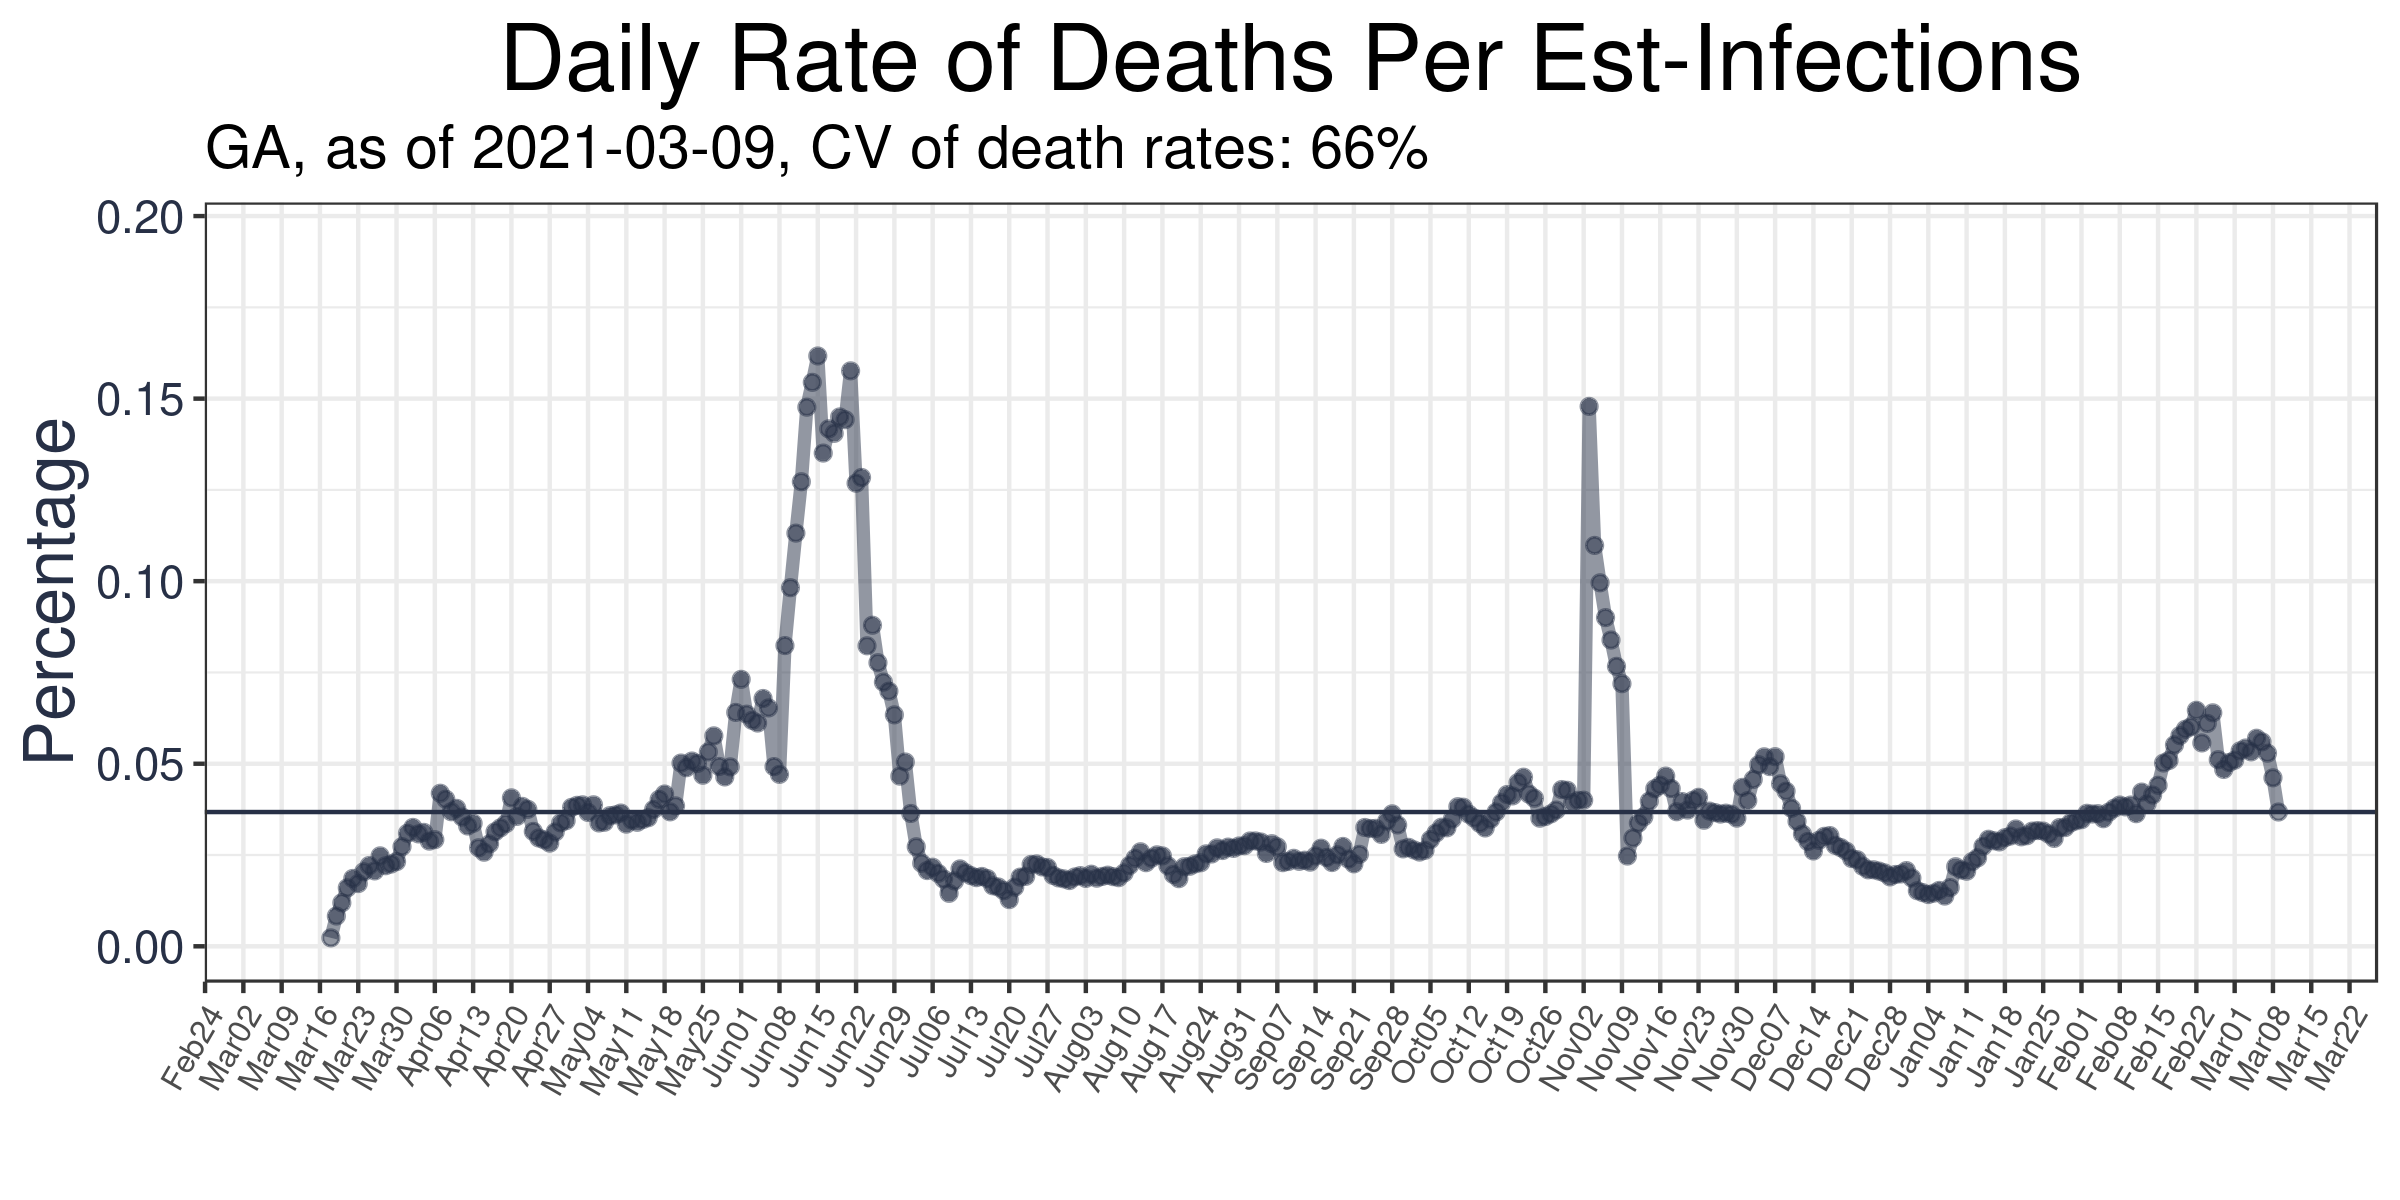 Daily Rate of Deaths Per Est-Infections
GA, as of 2021-03-09, CV of death rates: 66%
Percentage
0.20
0.15
0.10
0.05
0.00
Feb24
Mar02
Mar09
Mar16
Mar23
Mar30
Apr06
Apr13
Apr20
Apr27
May04
May11
May18
May25
Jun01
Jun08
Jun15
Jun22
Jun29
Jul06
Jul13
Jul20
Jul27
Aug03
Aug10
Aug17
Aug24
Aug31
Sep07
Sep14
Sep21
Sep28
Oct05
Oct12
Oct19
Oct26
Nov02
Nov09
Nov16
Nov23
Nov30
Dec07
Dec14
Dec21
Dec28
Jan04
Jan11
Jan18
Jan25
Feb01
Feb08
Feb15
Feb22
Mar01
Mar08
Mar15
Mar22